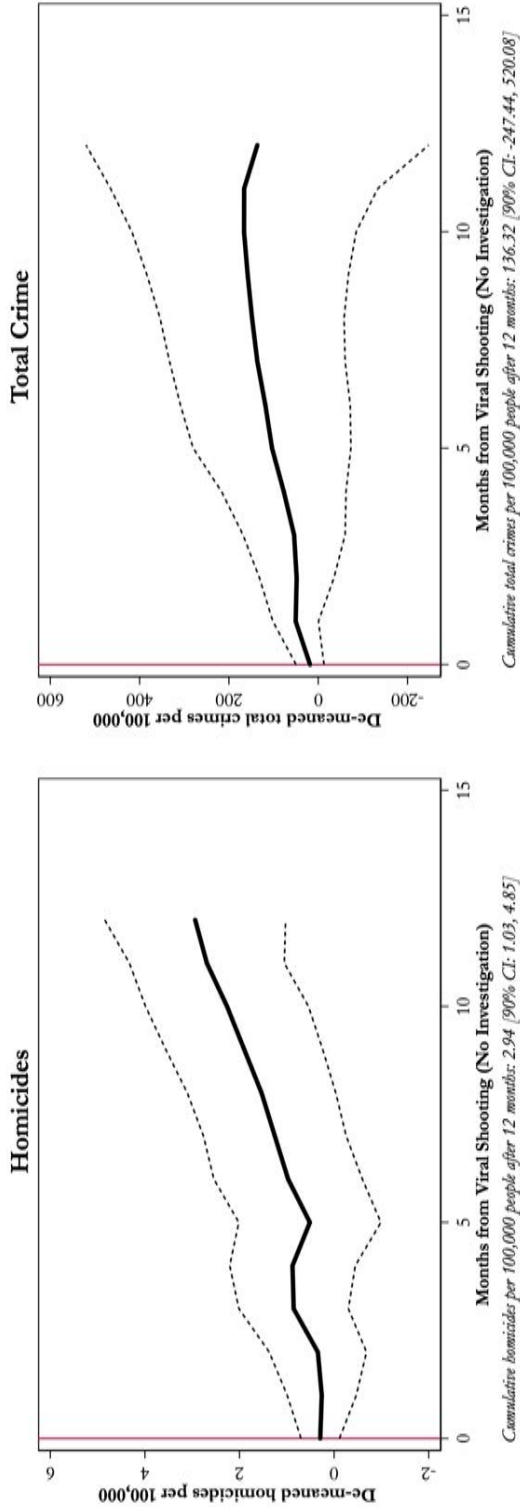 Homicides
De-meaned homicides per 100,000
6
4
2
0
-2
0
5
10
15
Months from Viral Shooting (No Investigation)
Cumulative homicides per 100,000 people after 12 months: 2.94 [90% CI: 1.03, 4.85]
Total Crime
De-meaned total crimes per 100,000
600
400
200
0
-200
0
5
10
15
Months from Viral Shooting (No Investigation)
Cumulative total crimes per 100,000 people after 12 months: 136.32 [90% CI: -247.44, 520.08]